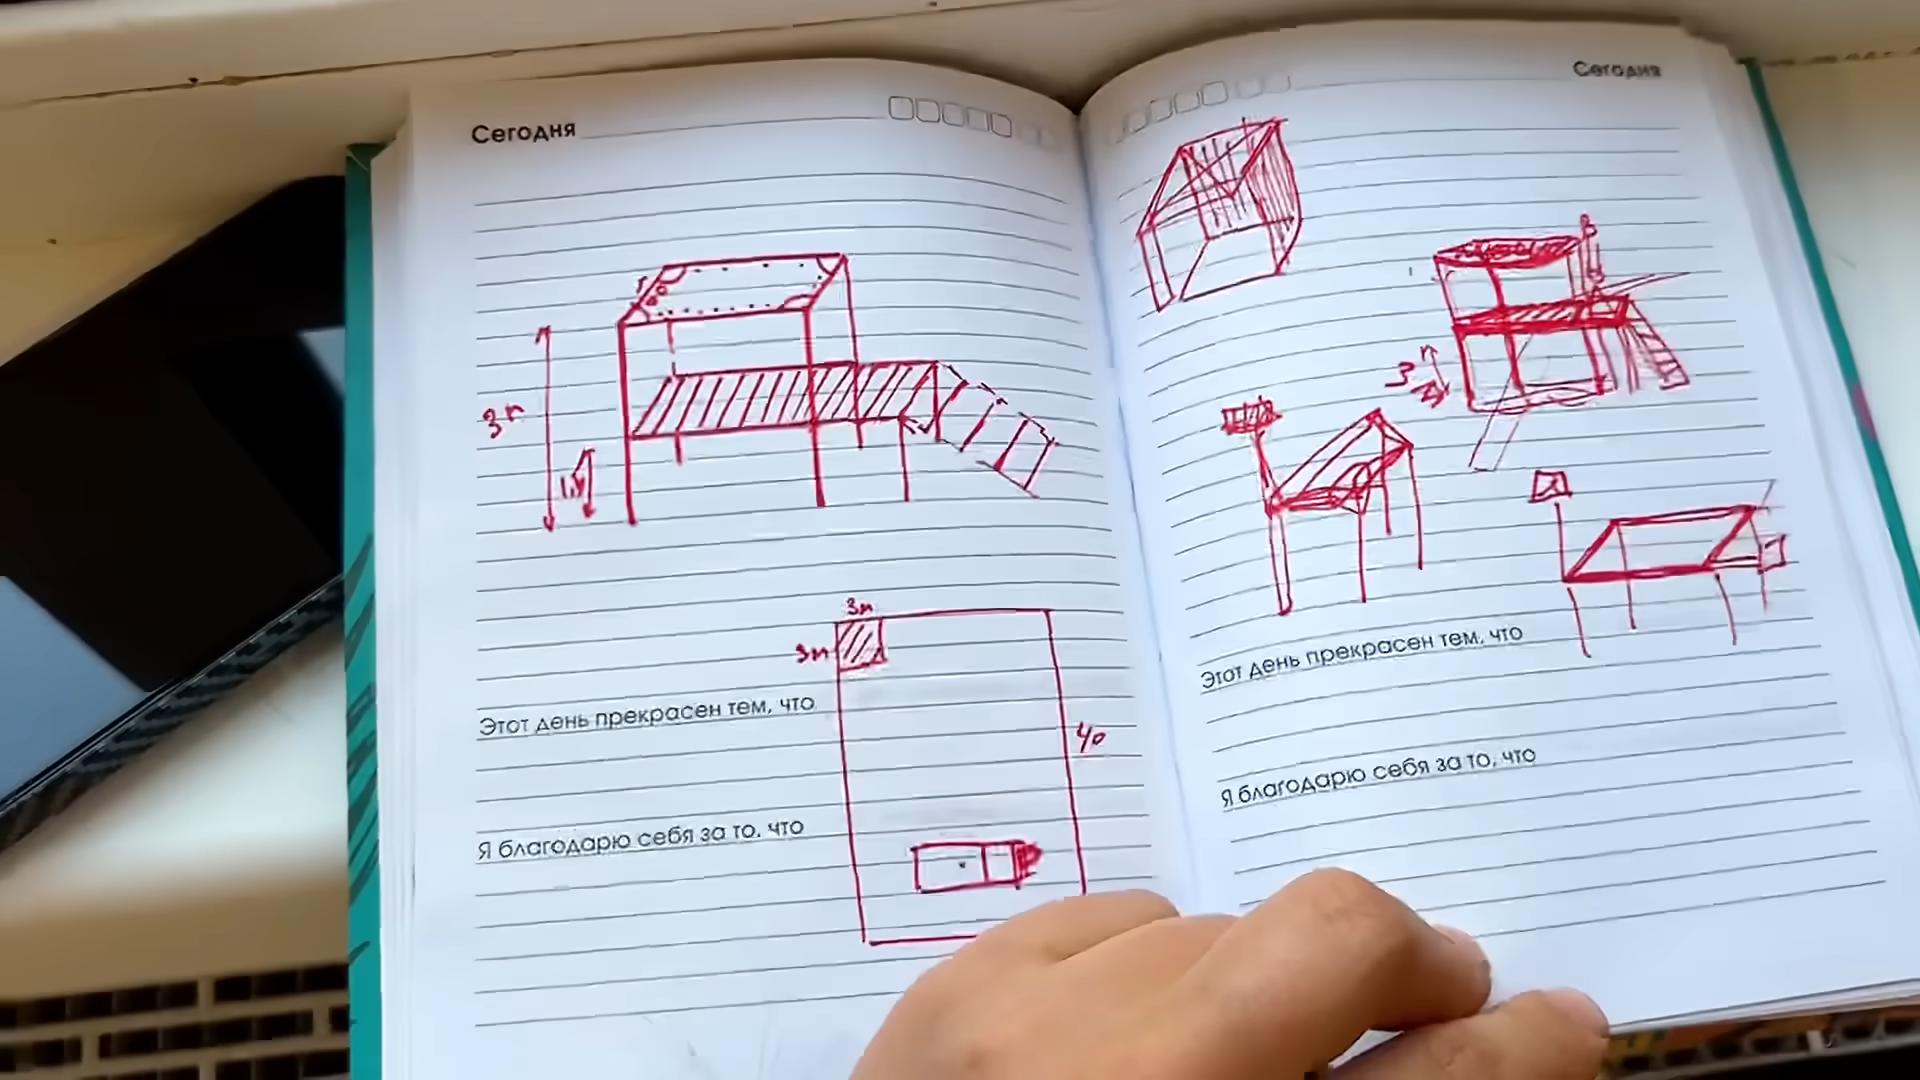 Сегодня
3м
3м
3м
40
Этот день прекрасен тем, что
Я благодарю себя за то, что
Сегодня
3
Этот день прекрасен тем, что
Я благодарю себя за то, что